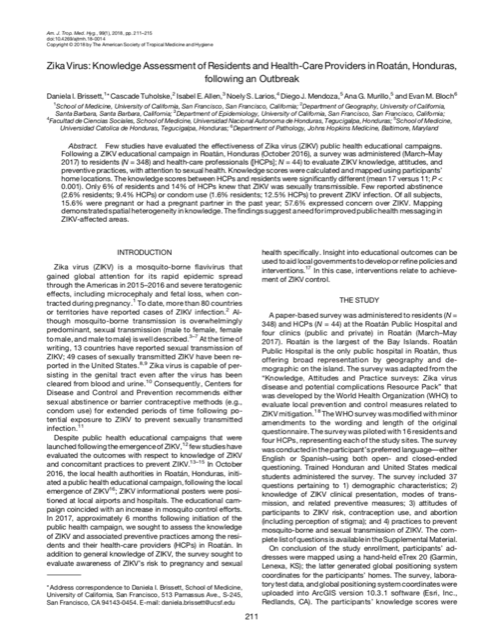 Am. J. Trop. Med. Hyg., 99(1), 2018, pp. 211–215
doi:10.4269/ajtmh.16-0014
Copyright © 2018 by The American Society of Tropical Medicine and Hygiene
Zika Virus: Knowledge Assessment of Residents and Health-Care Providers in Roatán, Honduras,
following an Outbreak
Daniela I. Brissett,1* Cascade Tuholske,2 Isabel E. Allen,3 Noely S. Larios,4 Diego J. Mendoza,5 Ana G. Murillo,5 and Evan M. Bloch6
1School of Medicine, University of California, San Francisco, San Francisco, California; 2Department of Geography, University of California,
Santa Barbara, Santa Barbara, California; 3Department of Epidemiology, University of California, San Francisco, San Francisco, California;
4Facultad de Ciencias Sociales, School of Medicine, Universidad Nacional Autonoma de Honduras, Tegucigalpa, Honduras; 5School of Medicine,
Universidad Catolica de Honduras, Tegucigalpa, Honduras; 6Department of Pathology, Johns Hopkins Medicine, Baltimore, Maryland
Abstract. Few studies have evaluated the effectiveness of Zika virus (ZIKV) public health educational campaigns.
Following a ZIKV educational campaign in Roatán, Honduras (October 2016), a survey was administered (March–May
2017) to residents (N = 348) and health-care professionals [HCPs]; N = 44) to evaluate ZIKV knowledge, attitudes, and
preventive practices, with attention to sexual health. Knowledge scores were calculated and mapped using participants'
home locations. The knowledge scores between HCPs and residents were significantly different (mean 17 versus 11; P <
0.001). Only 6% of residents and 14% of HCPs knew that ZIKV was sexually transmissible. Few reported abstinence
(2.6% residents; 9.4% HCPs) or condom use (1.6% residents; 12.5% HCPs) to prevent ZIKV infection. Of all subjects,
15.6% were pregnant or had a pregnant partner in the past year; 57.6% expressed concern over ZIKV. Mapping
demonstrated spatial heterogeneity in knowledge. The findings suggest a need for improved public health messaging in
ZIKV-affected areas.
INTRODUCTION
Zika virus (ZIKV) is a mosquito-borne flavivirus that
gained global attention for its rapid epidemic spread
through the Americas in 2015–2016 and severe teratogenic
effects, including microcephaly and fetal loss, when con-
tracted during pregnancy.1 To date, more than 80 countries
or territories have reported cases of ZIKV infection.2 Al-
though mosquito-borne transmission is overwhelmingly
predominant, sexual transmission (male to female, female
to male, and male to male) is well described.3–7 At the time of
writing, 13 countries have reported sexual transmission of
ZIKV; 49 cases of sexually transmitted ZIKV have been re-
ported in the United States.8,9 Zika virus is capable of per-
sisting in the genital tract even after the virus has been
cleared from blood and urine.10 Consequently, Centers for
Disease and Control and Prevention recommends either
sexual abstinence or barrier contraceptive methods (e.g.,
condom use) for extended periods of time following po-
tential exposure to ZIKV to prevent sexually transmitted
infection.11
Despite public health educational campaigns that were
launched following the emergence of ZIKV,12 few studies have
evaluated the outcomes with respect to knowledge of ZIKV
and concomitant practices to prevent ZIKV.13–15 In October
2016, the local health authorities in Roatán, Honduras, initi-
ated a public health educational campaign, following the local
emergence of ZIKV16; ZIKV informational posters were posi-
tioned at local airports and hospitals. The educational cam-
paign coincided with an increase in mosquito control efforts.
In 2017, approximately 6 months following initiation of the
public health campaign, we sought to assess the knowledge
of ZIKV and associated preventive practices among the resi-
dents and their health-care providers (HCPs) in Roatán. In
addition to general knowledge of ZIKV, the survey sought to
evaluate awareness of ZIKV's risk to pregnancy and sexual
* Address correspondence to Daniela I. Brissett, School of Medicine,
University of California, San Francisco, 513 Parnassus Ave., S-245,
San Francisco, CA 94143-0454. E-mail: daniela.brissett@ucsf.edu
health specifically. Insight into educational outcomes can be
used to aid local governments to develop or refine policies and
interventions.17 In this case, interventions relate to achieve-
ment of ZIKV control.
THE STUDY
A paper-based survey was administered to residents (N =
348) and HCPs (N = 44) at the Roatán Public Hospital and
four clinics (public and private) in Roatán (March–May
2017). Roatán is the largest of the Bay Islands. Roatán
Public Hospital is the only public hospital in Roatán, thus
offering broad representation by geography and de-
mographic on the island. The survey was adapted from the
"Knowledge, Attitudes and Practice surveys: Zika virus
disease and potential complications Resource Pack" that
was developed by the World Health Organization (WHO) to
evaluate local prevention and control measures related to
ZIKV mitigation.18 The WHO survey was modified with minor
amendments to the wording and length of the original
questionnaire. The survey was piloted with 16 residents and
four HCPs, representing each of the study sites. The survey
was conducted in the participant's preferred language—either
English or Spanish—using both open- and closed-ended
questioning. Trained Honduran and United States medical
students administered the survey. The survey included 37
questions pertaining to 1) demographic characteristics; 2)
knowledge of ZIKV clinical presentation, modes of trans-
mission, and related preventive measures; 3) attitudes of
participants to ZIKV risk, contraception use, and abortion
(including perception of stigma); and 4) practices to prevent
mosquito-borne and sexual transmission of ZIKV. The com-
plete list of questions is available in the Supplemental Material.
On conclusion of the study enrollment, participants' ad-
dresses were mapped using a hand-held eTrex 20 (Garmin,
Lenexa, KS); the latter generated global positioning system
coordinates for the participants' homes. The survey, labora-
tory test data, and global positioning system coordinates were
uploaded into ArcGIS version 10.3.1 software (Esri, Inc.,
Redlands, CA). The participants' knowledge scores were
211